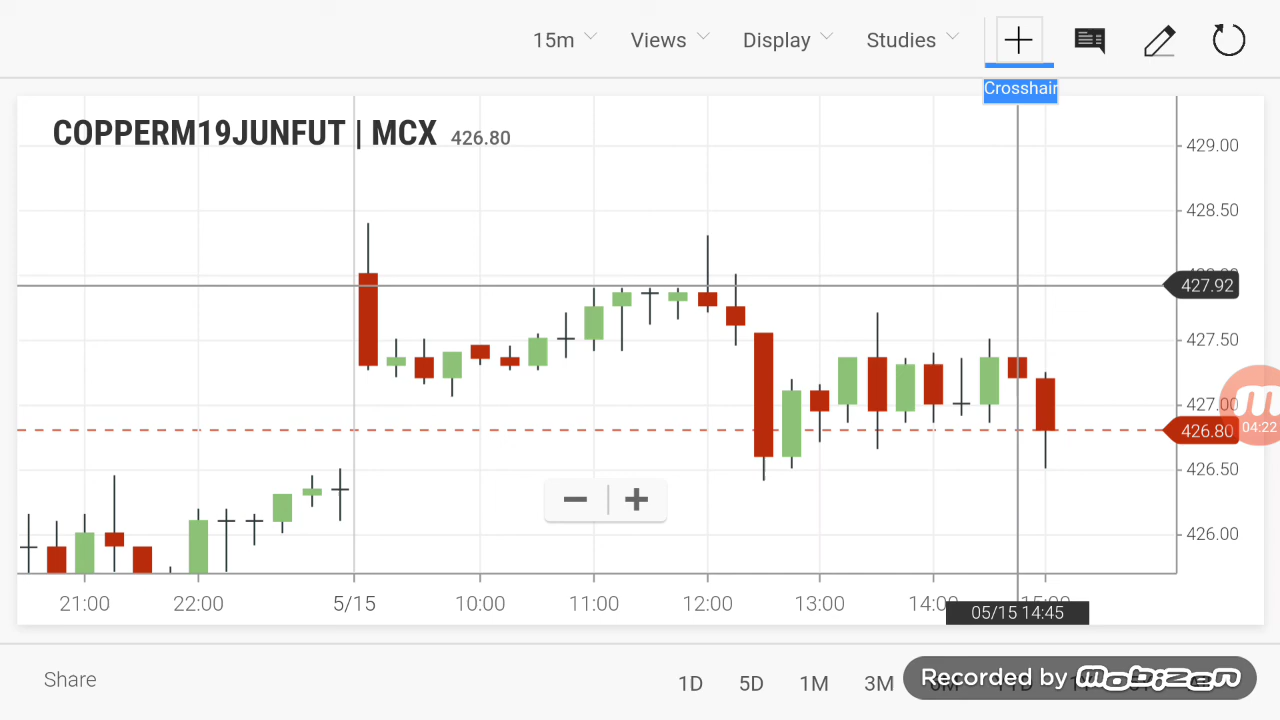 15m Views Display Studies
Crosshair
COPPERM19JUNFUT | MCX 426.80
429.00
428.50
427.92
427.50
427.00
04:22
426.80
426.50
426.00
21:00 22:00 5/15 10:00 11:00 12:00 13:00 14:00 15:00
05/15 14:45
Share 1D 5D 1M 3M
Recorded by mobizen